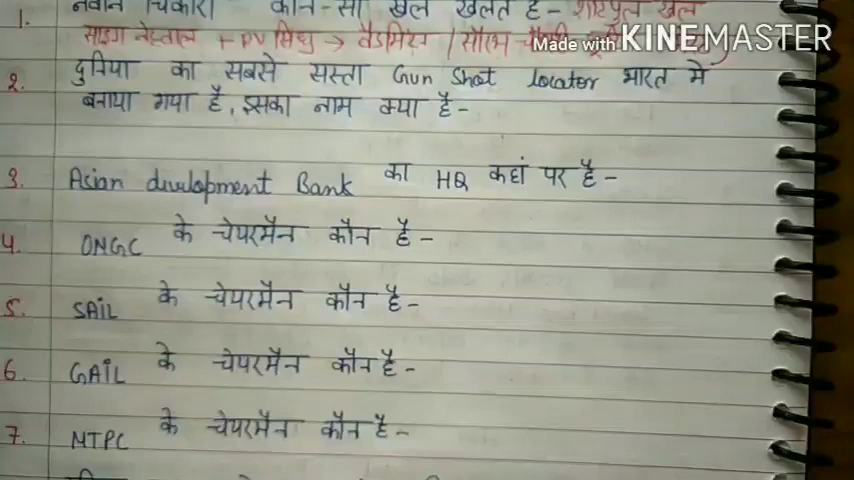 1. नवीन चिकारा कौन-सा खेल खेलते है- शॉटपुल खेल
साइना नेहवाल + PV सिंधु → बैडमिंटन / सौरभ
Made with KINEMASTER
2. दुनिया का सबसे सस्ता Gun Shot locator भारत में
बनाया गया है, इसका नाम क्या है-
3. Asian development Bank का HQ कहां पर है-
4. ONGC के चेयरमैन कौन है-
5. SAIL के चेयरमैन कौन है-
6. GAIL के चेयरमैन कौन है-
7. NTPC के चेयरमैन कौन है-